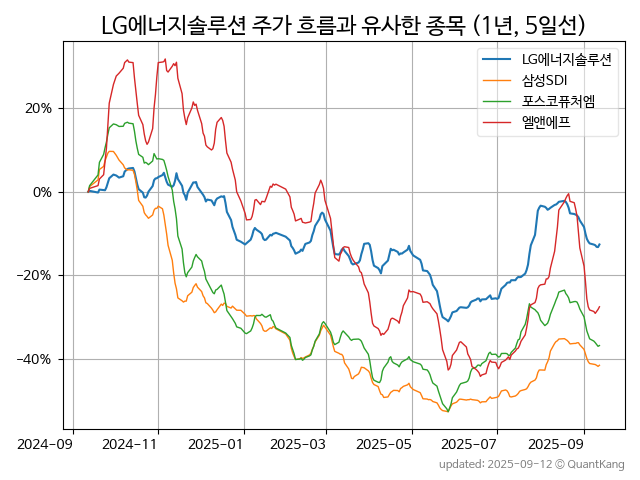 LG에너지솔루션 주가 흐름과 유사한 종목 (1년, 5일선)
LG에너지솔루션
삼성SDI
포스코퓨처엠
엘앤에프
20%
0%
−20%
−40%
2024-09 2024-11 2025-01 2025-03 2025-05 2025-07 2025-09
updated: 2025-09-12 © QuantKang